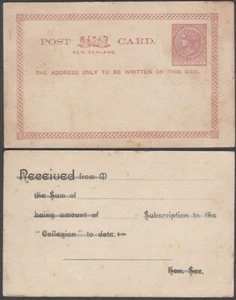 POST CARD.
NEW ZEALAND.
THE ADDRESS ONLY TO BE WRITTEN ON THIS SIDE.
Received from M
the Sum of
being amount of Subscription to the
"Collegian" to date.
Hon. Sec.